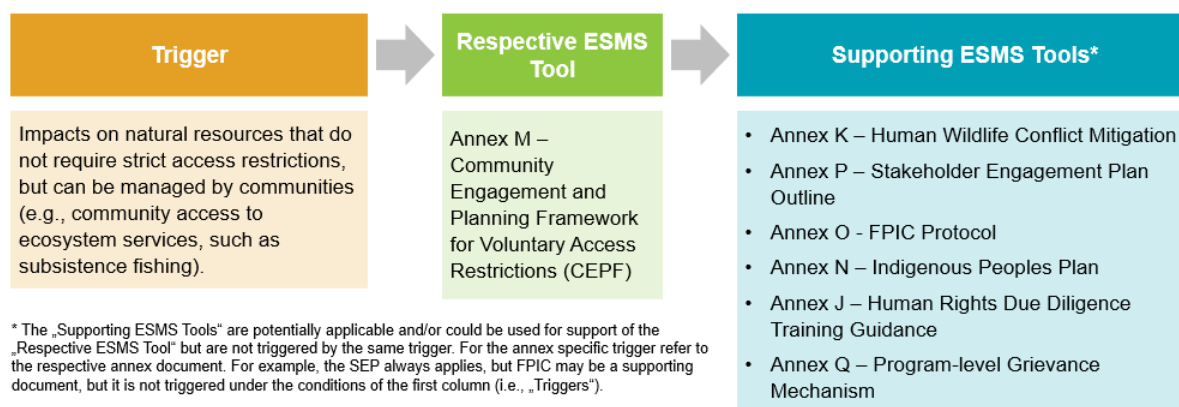 Trigger
Respective ESMS
Tool
Supporting ESMS Tools*
Impacts on natural resources that do
not require strict access restrictions,
but can be managed by communities
(e.g., community access to
ecosystem services, such as
subsistence fishing).
Annex M –
Community
Engagement and
Planning Framework
for Voluntary Access
Restrictions (CEPF)
• Annex K – Human Wildlife Conflict Mitigation
• Annex P – Stakeholder Engagement Plan
Outline
• Annex O - FPIC Protocol
• Annex N – Indigenous Peoples Plan
• Annex J – Human Rights Due Diligence
Training Guidance
• Annex Q – Program-level Grievance
Mechanism
* The „Supporting ESMS Tools“ are potentially applicable and/or could be used for support of the
„Respective ESMS Tool“ but are not triggered by the same trigger. For the annex specific trigger refer to
the respective annex document. For example, the SEP always applies, but FPIC may be a supporting
document, but it is not triggered under the conditions of the first column (i.e., „Triggers“).